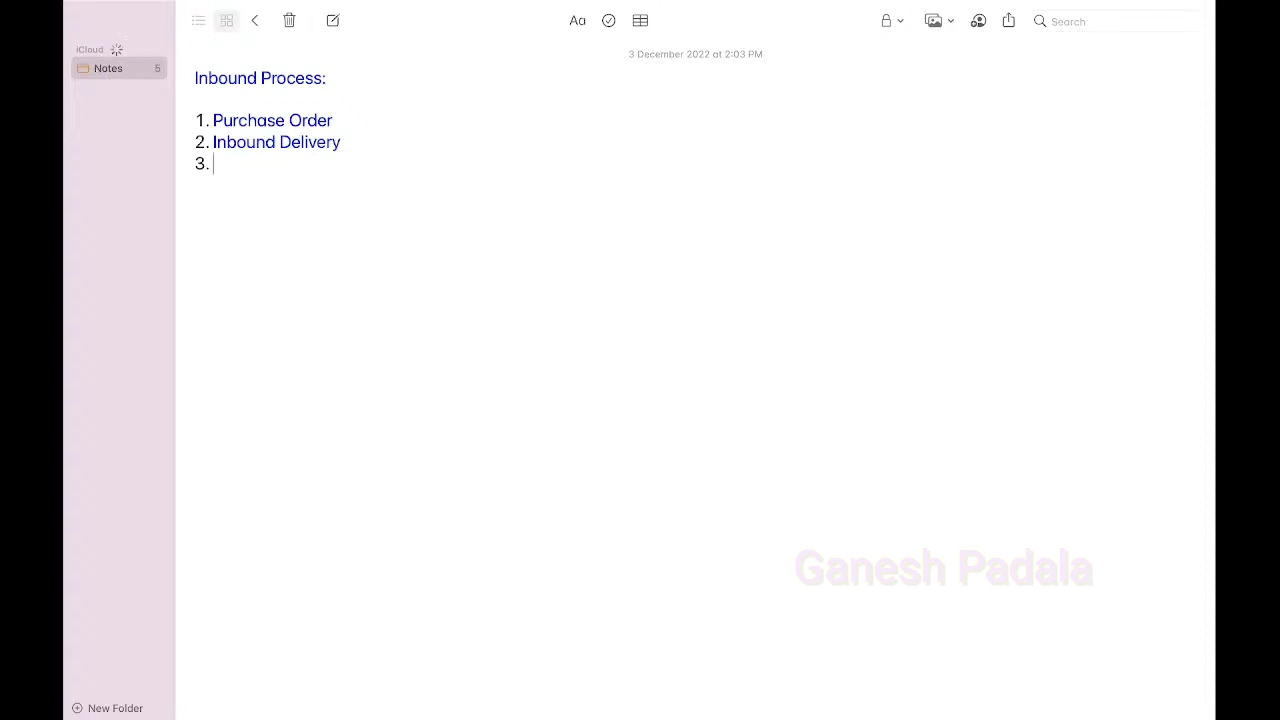 Aa
Search
iCloud
Notes 5
3 December 2022 at 2:03 PM
Inbound Process:
1. Purchase Order
2. Inbound Delivery
3.
Ganesh Padala
New Folder